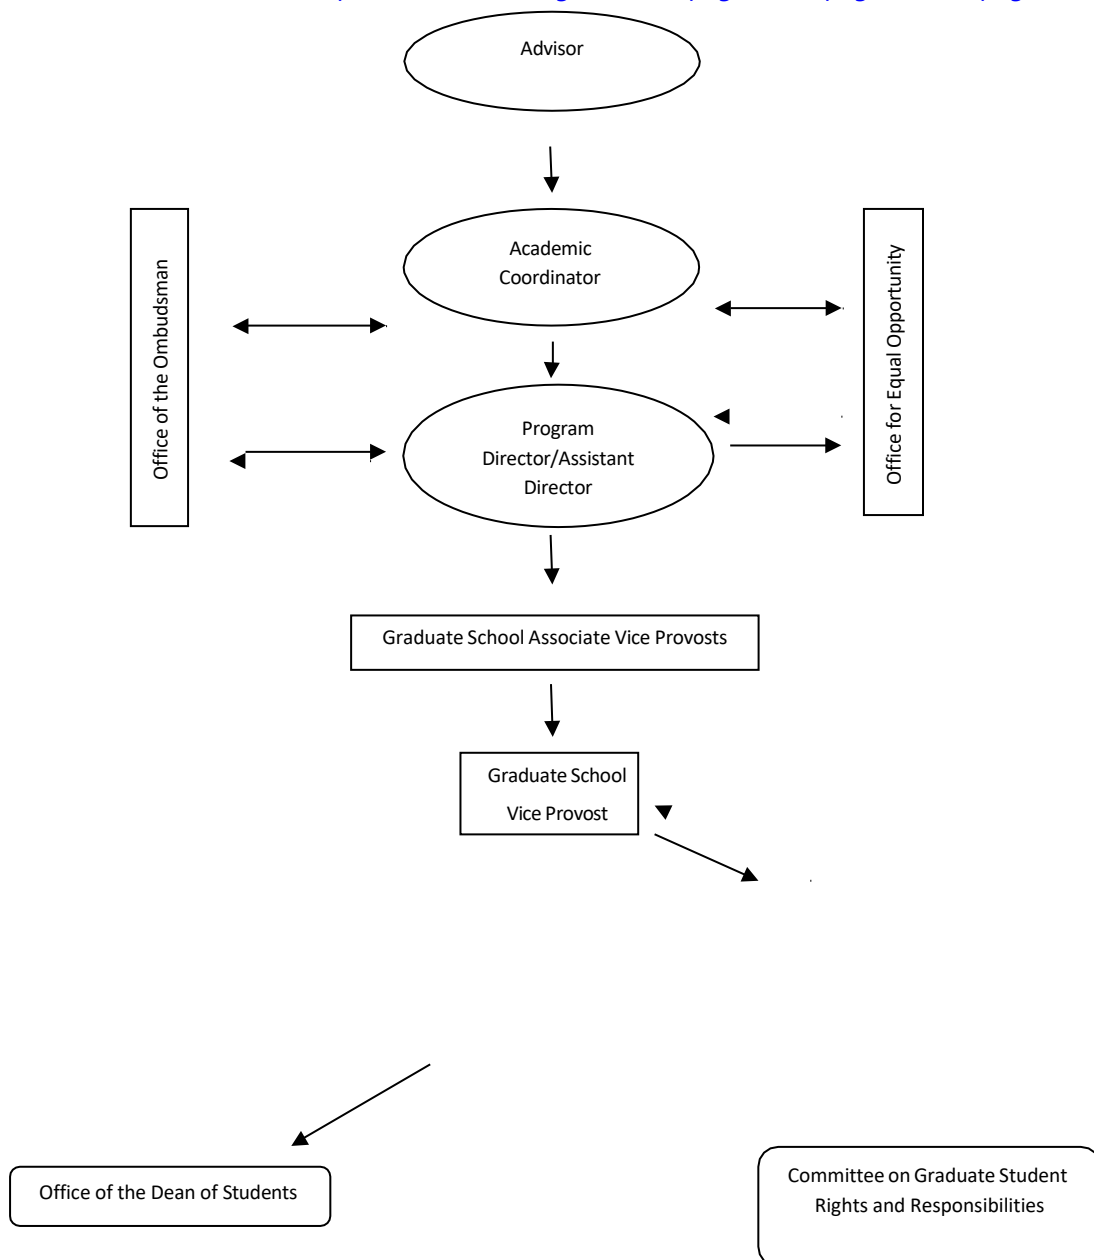 Advisor
Office of the Ombudsman
Academic
Coordinator
Office for Equal Opportunity
Program
Director/Assistant
Director
Graduate School Associate Vice Provosts
Graduate School
Vice Provost
Office of the Dean of Students
Committee on Graduate Student
Rights and Responsibilities